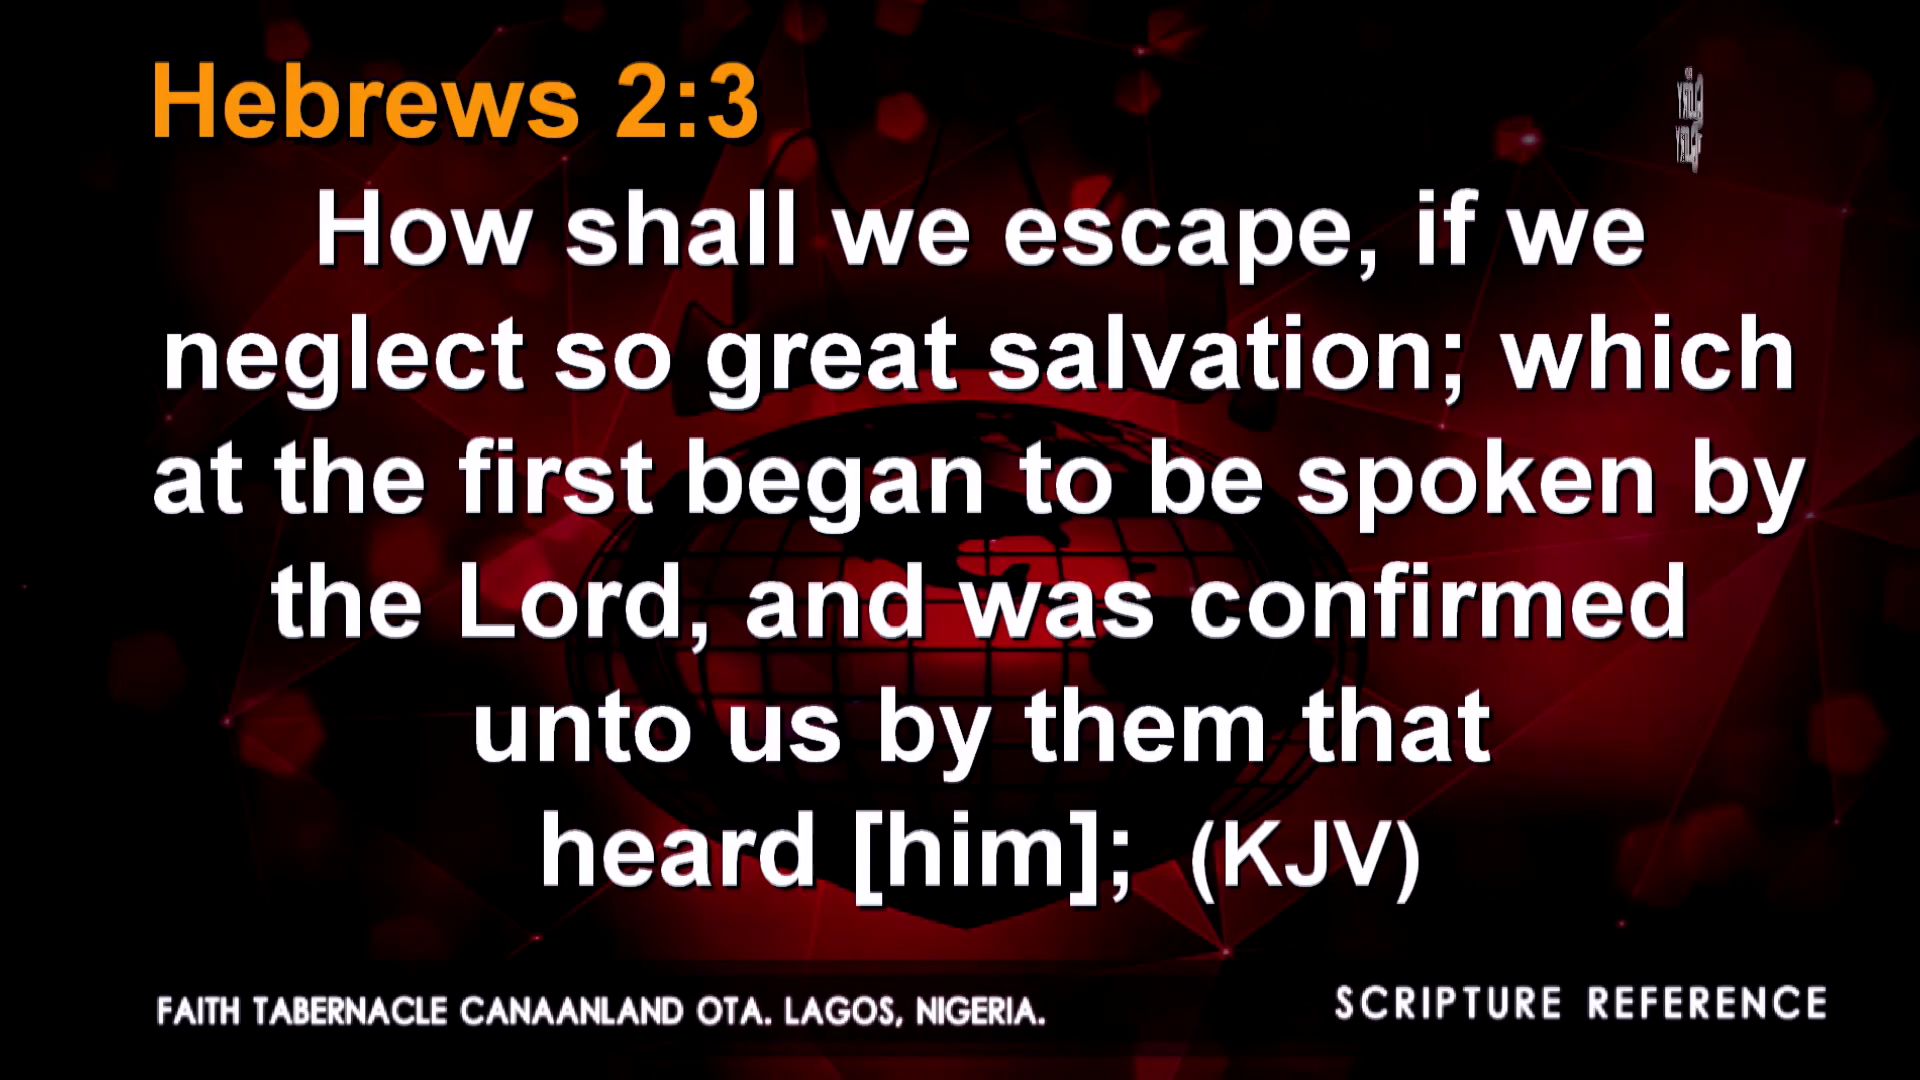 Hebrews 2:3
How shall we escape, if we
neglect so great salvation; which
at the first began to be spoken by
the Lord, and was confirmed
unto us by them that
heard [him]; (KJV)
FAITH TABERNACLE CANAANLAND OTA. LAGOS, NIGERIA.
SCRIPTURE REFERENCE